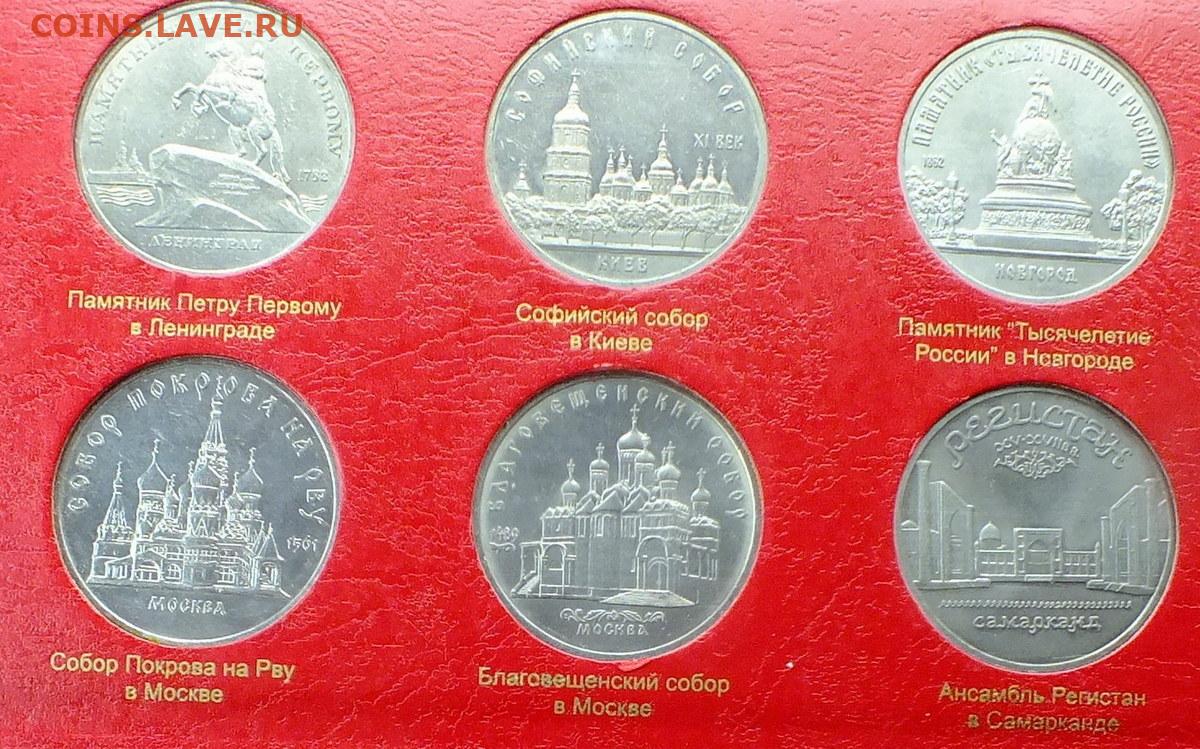 COINS.LAVE.RU
ПАМЯТНИК ПЕРВОМУ
1782
ЛЕНИНГРАД
Памятник Петру Первому
в Ленинграде
СОФИЙСКИЙ СОБОР
XI ВЕК
КИЕВ
Софийский собор
в Киеве
ПАМЯТНИК «ТЫСЯЧЕЛЕТИЕ РОССИИ»
1862
НОВГОРОД
Памятник "Тысячелетие
России" в Новгороде
СОБОР ПОКРОВА НА РВУ
1561
МОСКВА
Собор Покрова на Рву
в Москве
БЛАГОВЕЩЕНСКИЙ СОБОР
1489
МОСКВА
Благовещенский собор
в Москве
РЕГИСТАН
САМАРКАНД
Ансамбль Регистан
в Самарканде